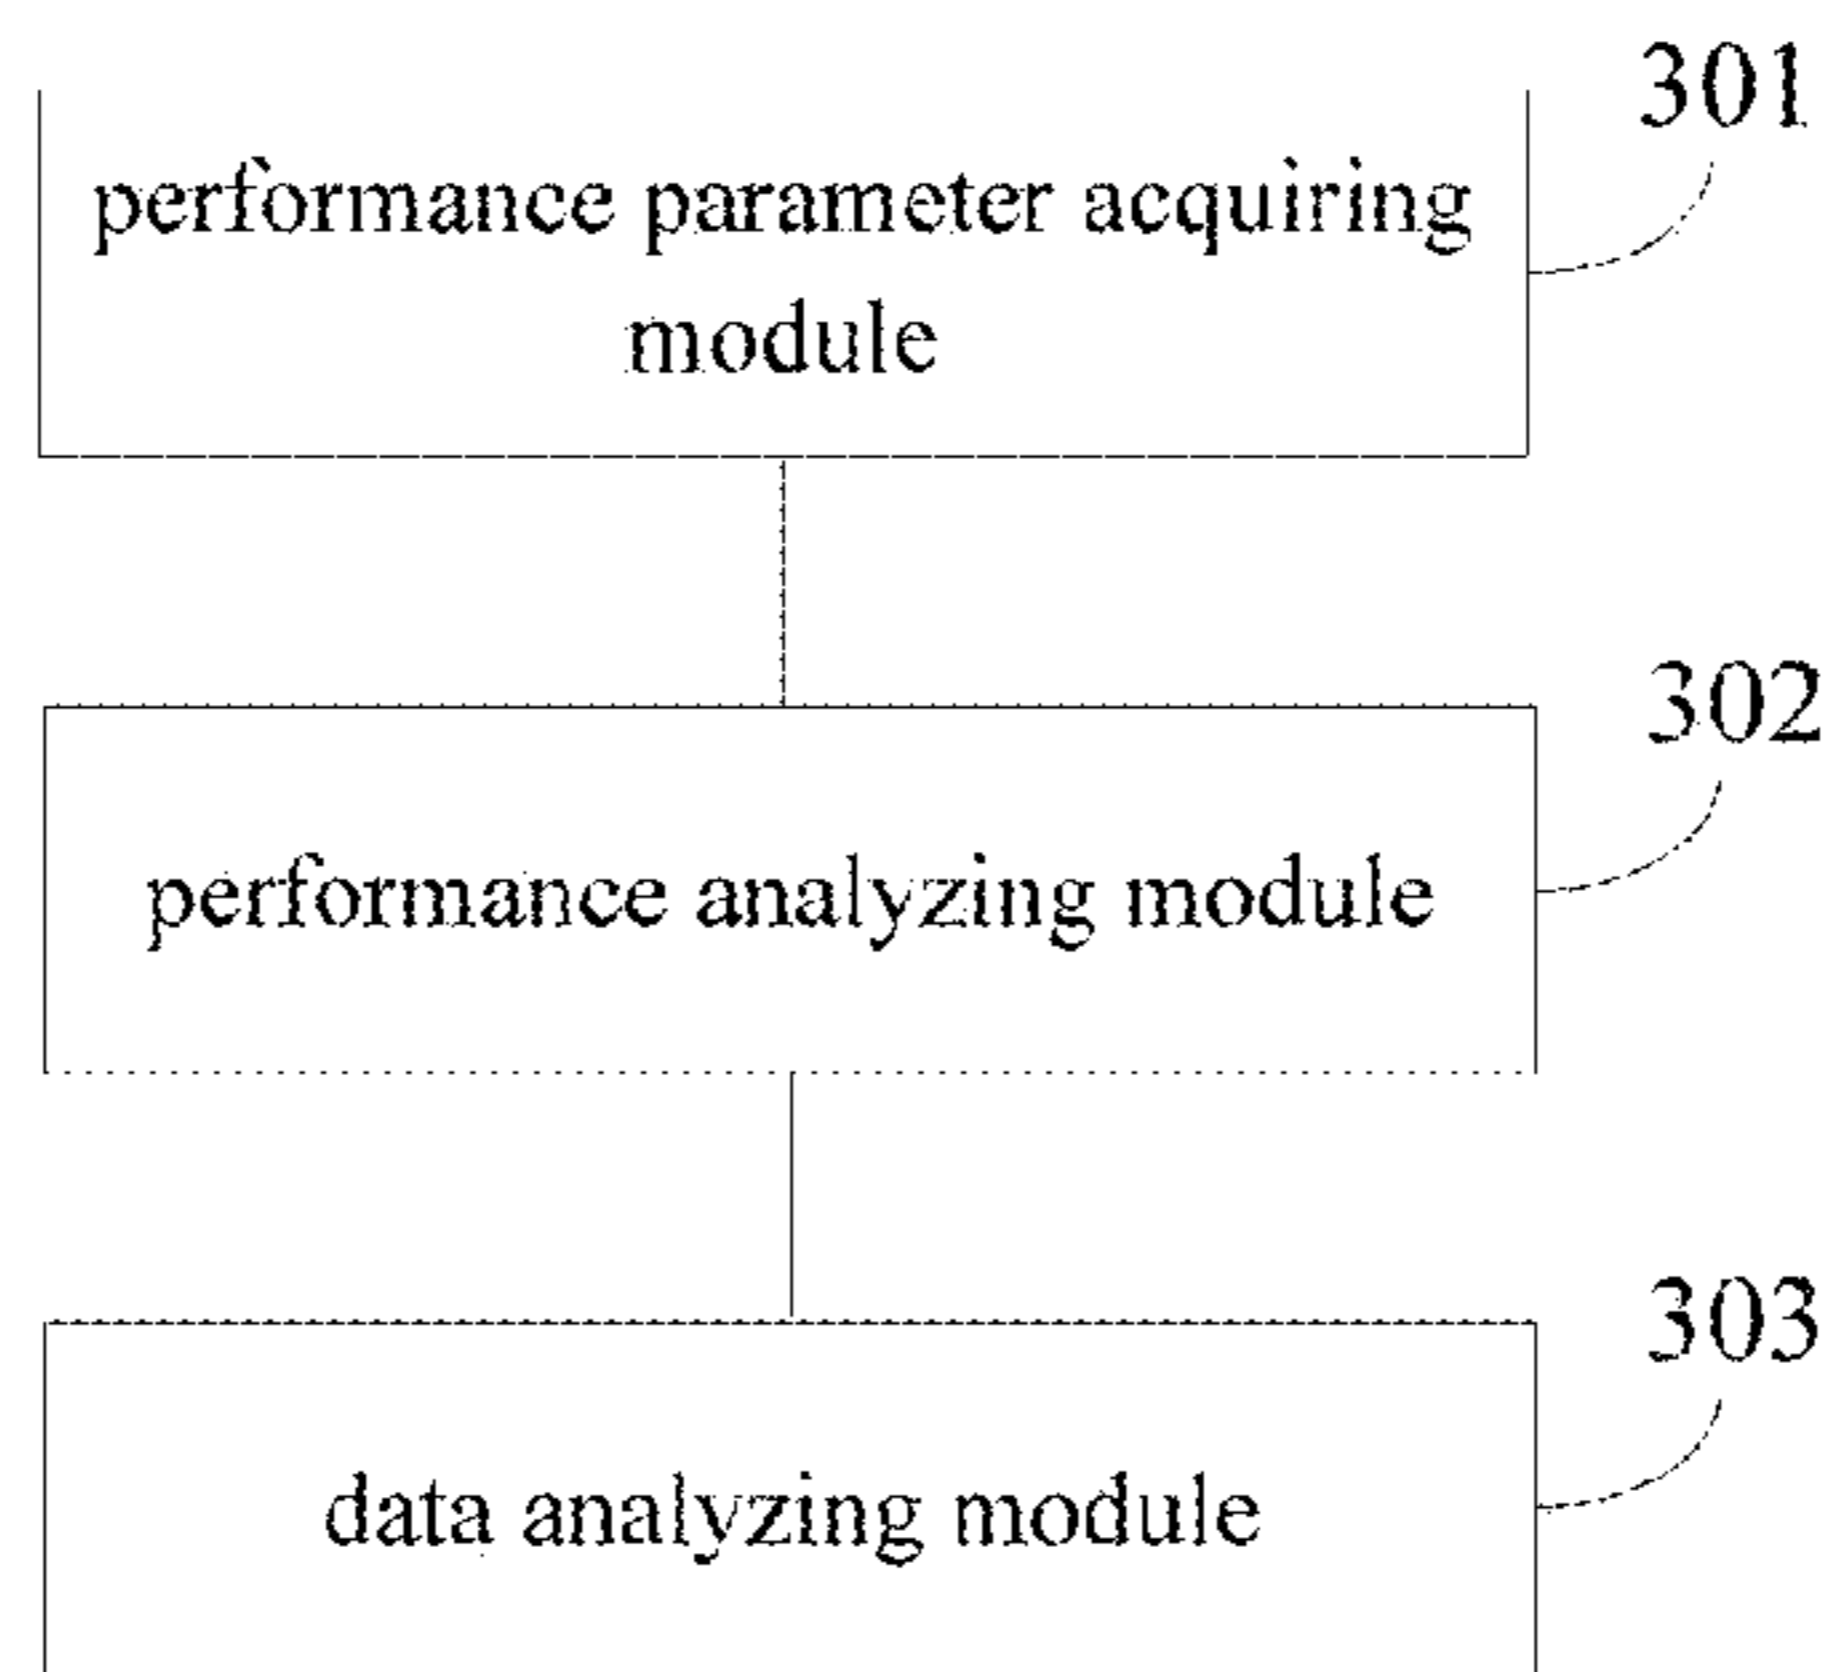 301
performance parameter acquiring
module
302
performance analyzing module
303
data analyzing module